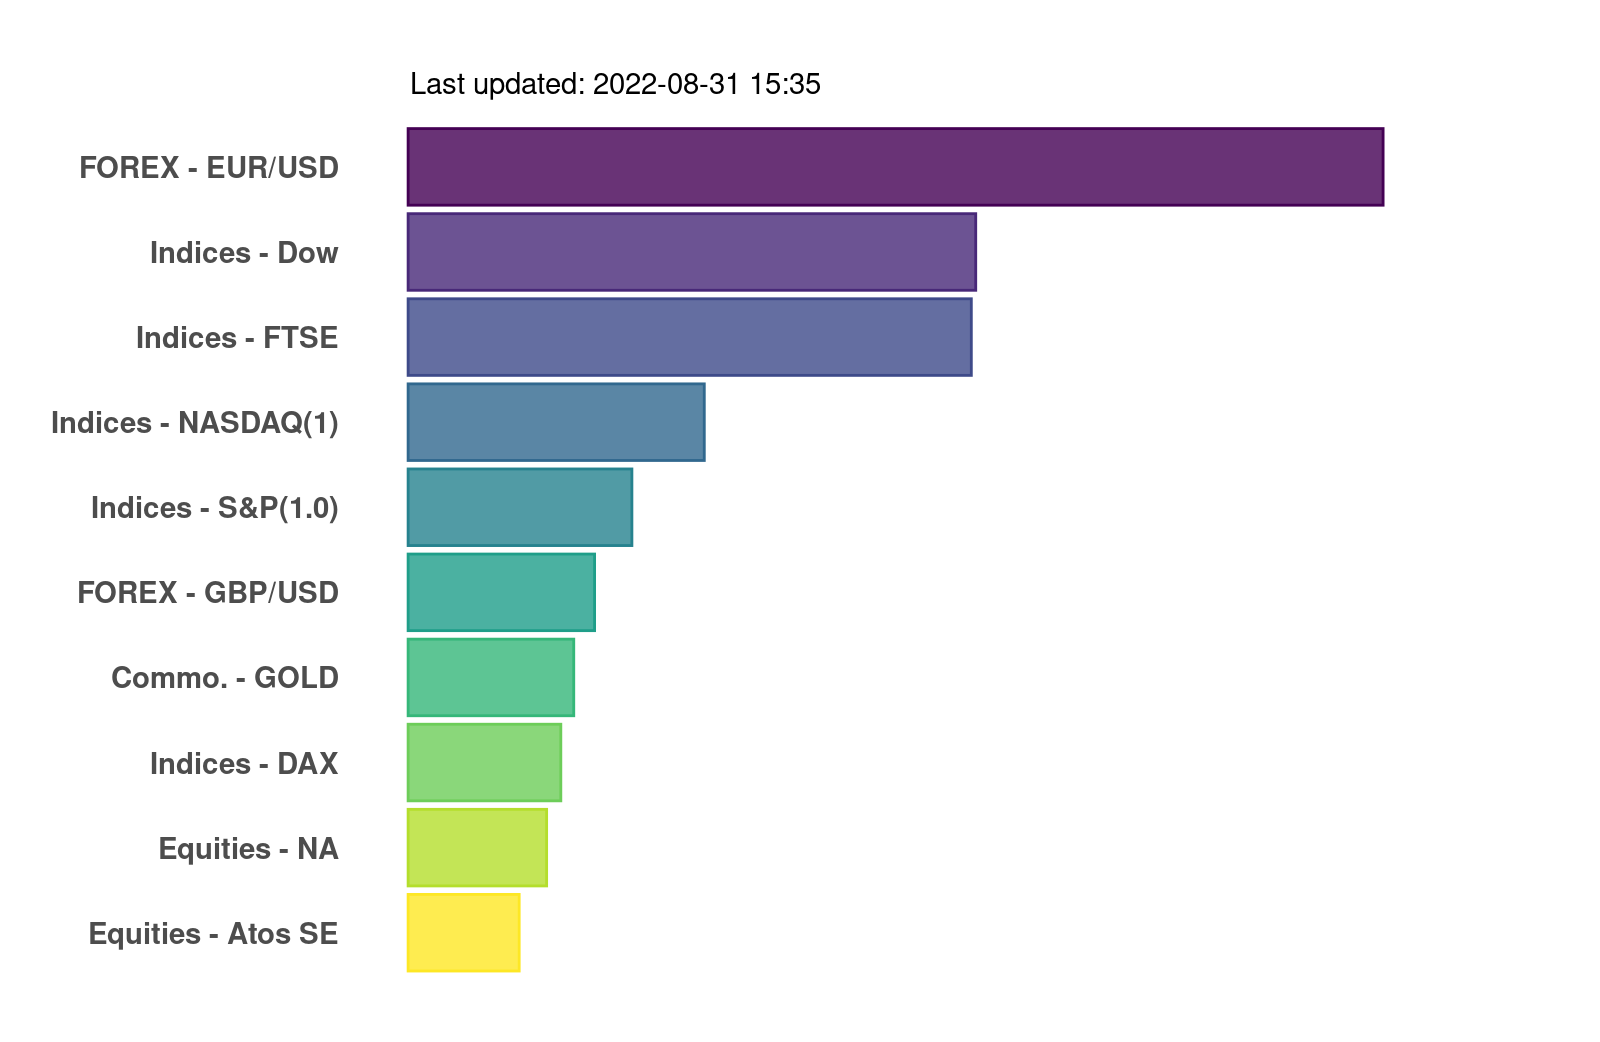 Last updated: 2022-08-31 15:35
FOREX - EUR/USD
Indices - Dow
Indices - FTSE
Indices - NASDAQ(1)
Indices - S&P(1.0)
FOREX - GBP/USD
Commo. - GOLD
Indices - DAX
Equities - NA
Equities - Atos SE